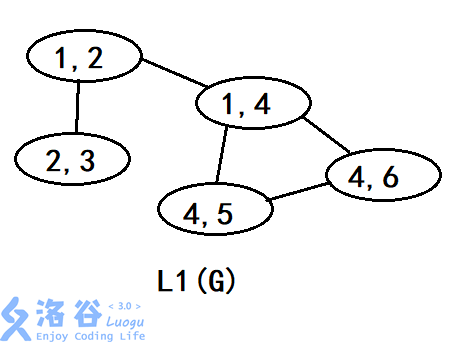 1,2
1,4
2,3
4,6
4,5
L1(G)
洛谷 < 3.0 > Luogu
Enjoy Coding Life